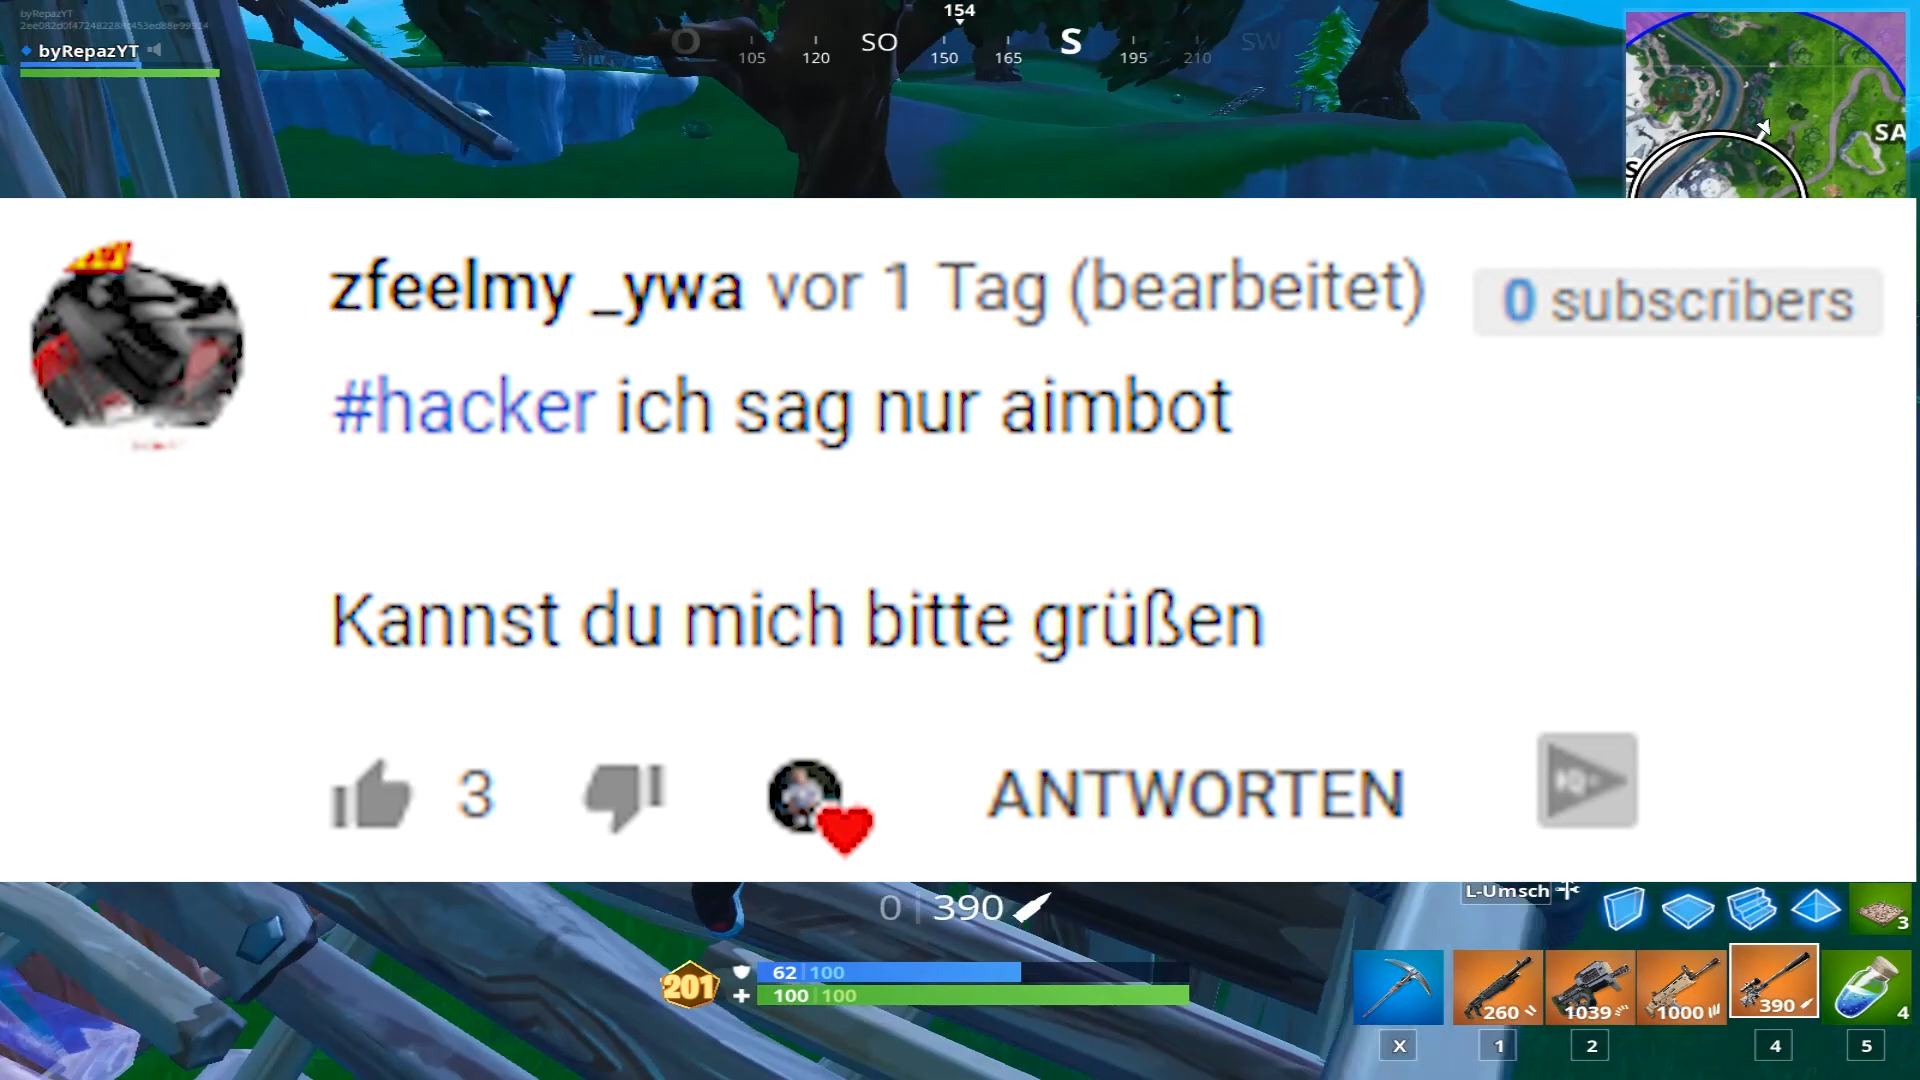 byRepazYT
byRepazYT
154
O 105 120 SO 150 165 S 195 210 SW
SA
S
zfeelmy _ywa vor 1 Tag (bearbeitet) 0 subscribers
#hacker ich sag nur aimbot
Kannst du mich bitte grüßen
3 ANTWORTEN
0 | 390
L-Umsch
3
201 62 | 100
100 | 100
260 1039 1000 390 4
X 1 2 4 5